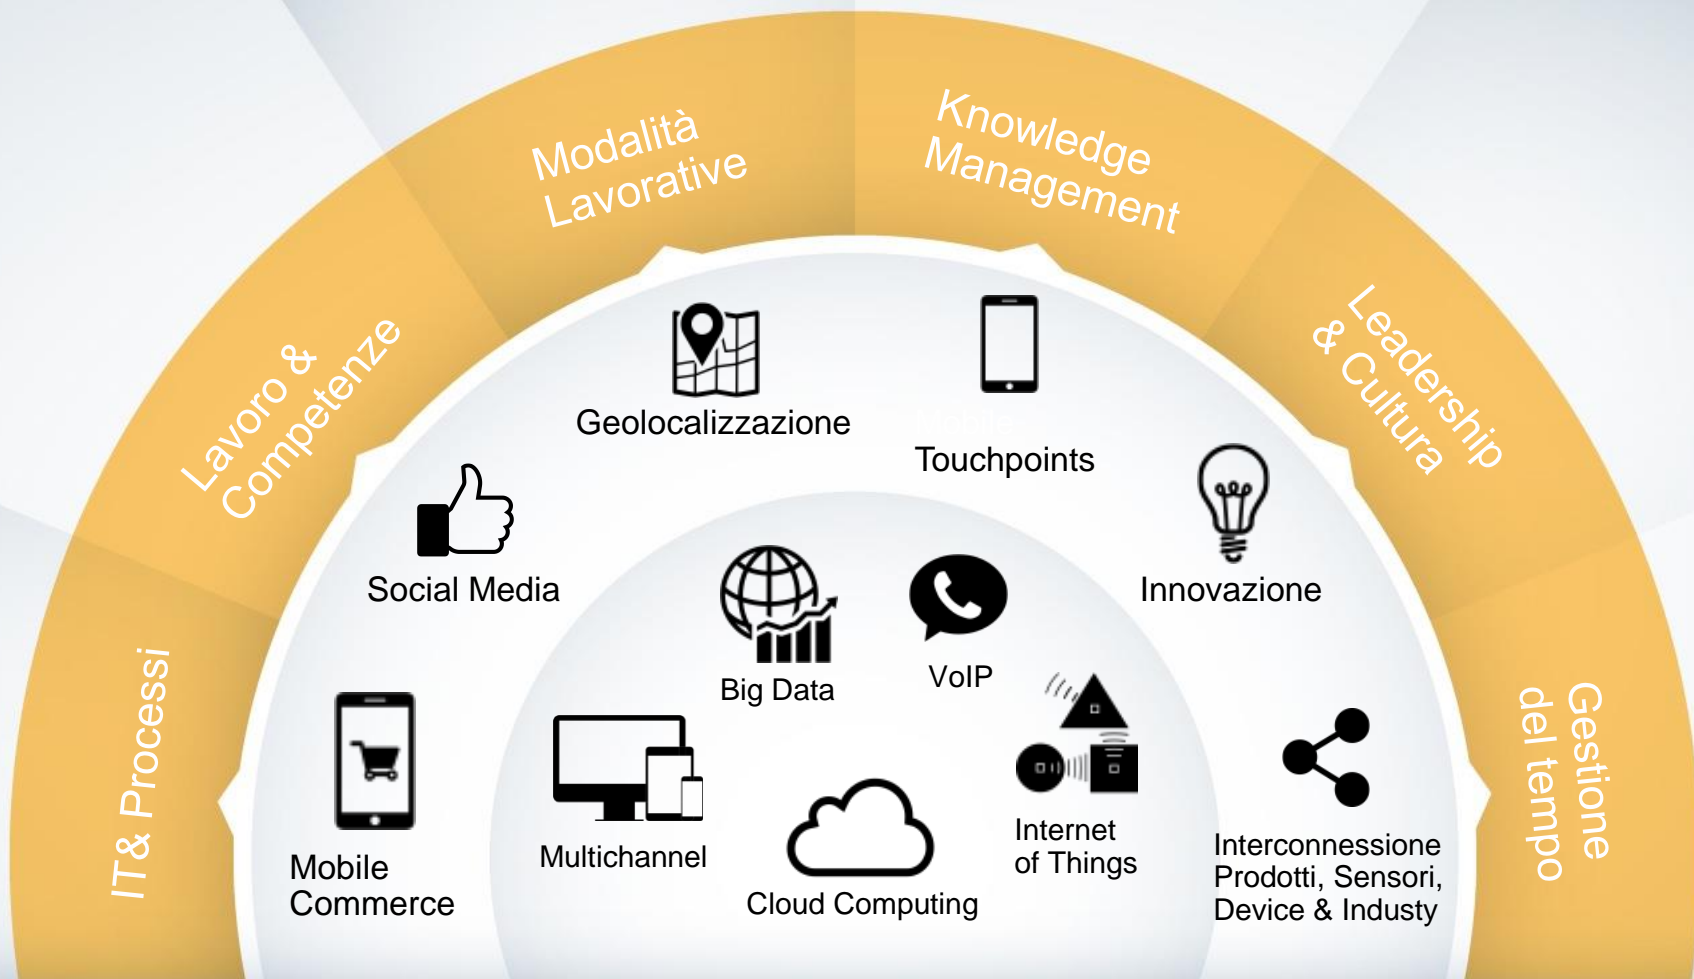 Modalità
Lavorative
Knowledge
Management
Lavoro &
Competenze
Leadership
& Cultura
IT& Processi
Gestione
del tempo
Geolocalizzazione
Mobile
Touchpoints
Social Media
Innovazione
Big Data
VoIP
Mobile
Commerce
Multichannel
Cloud Computing
Internet
of Things
Interconnessione
Prodotti, Sensori,
Device & Industy